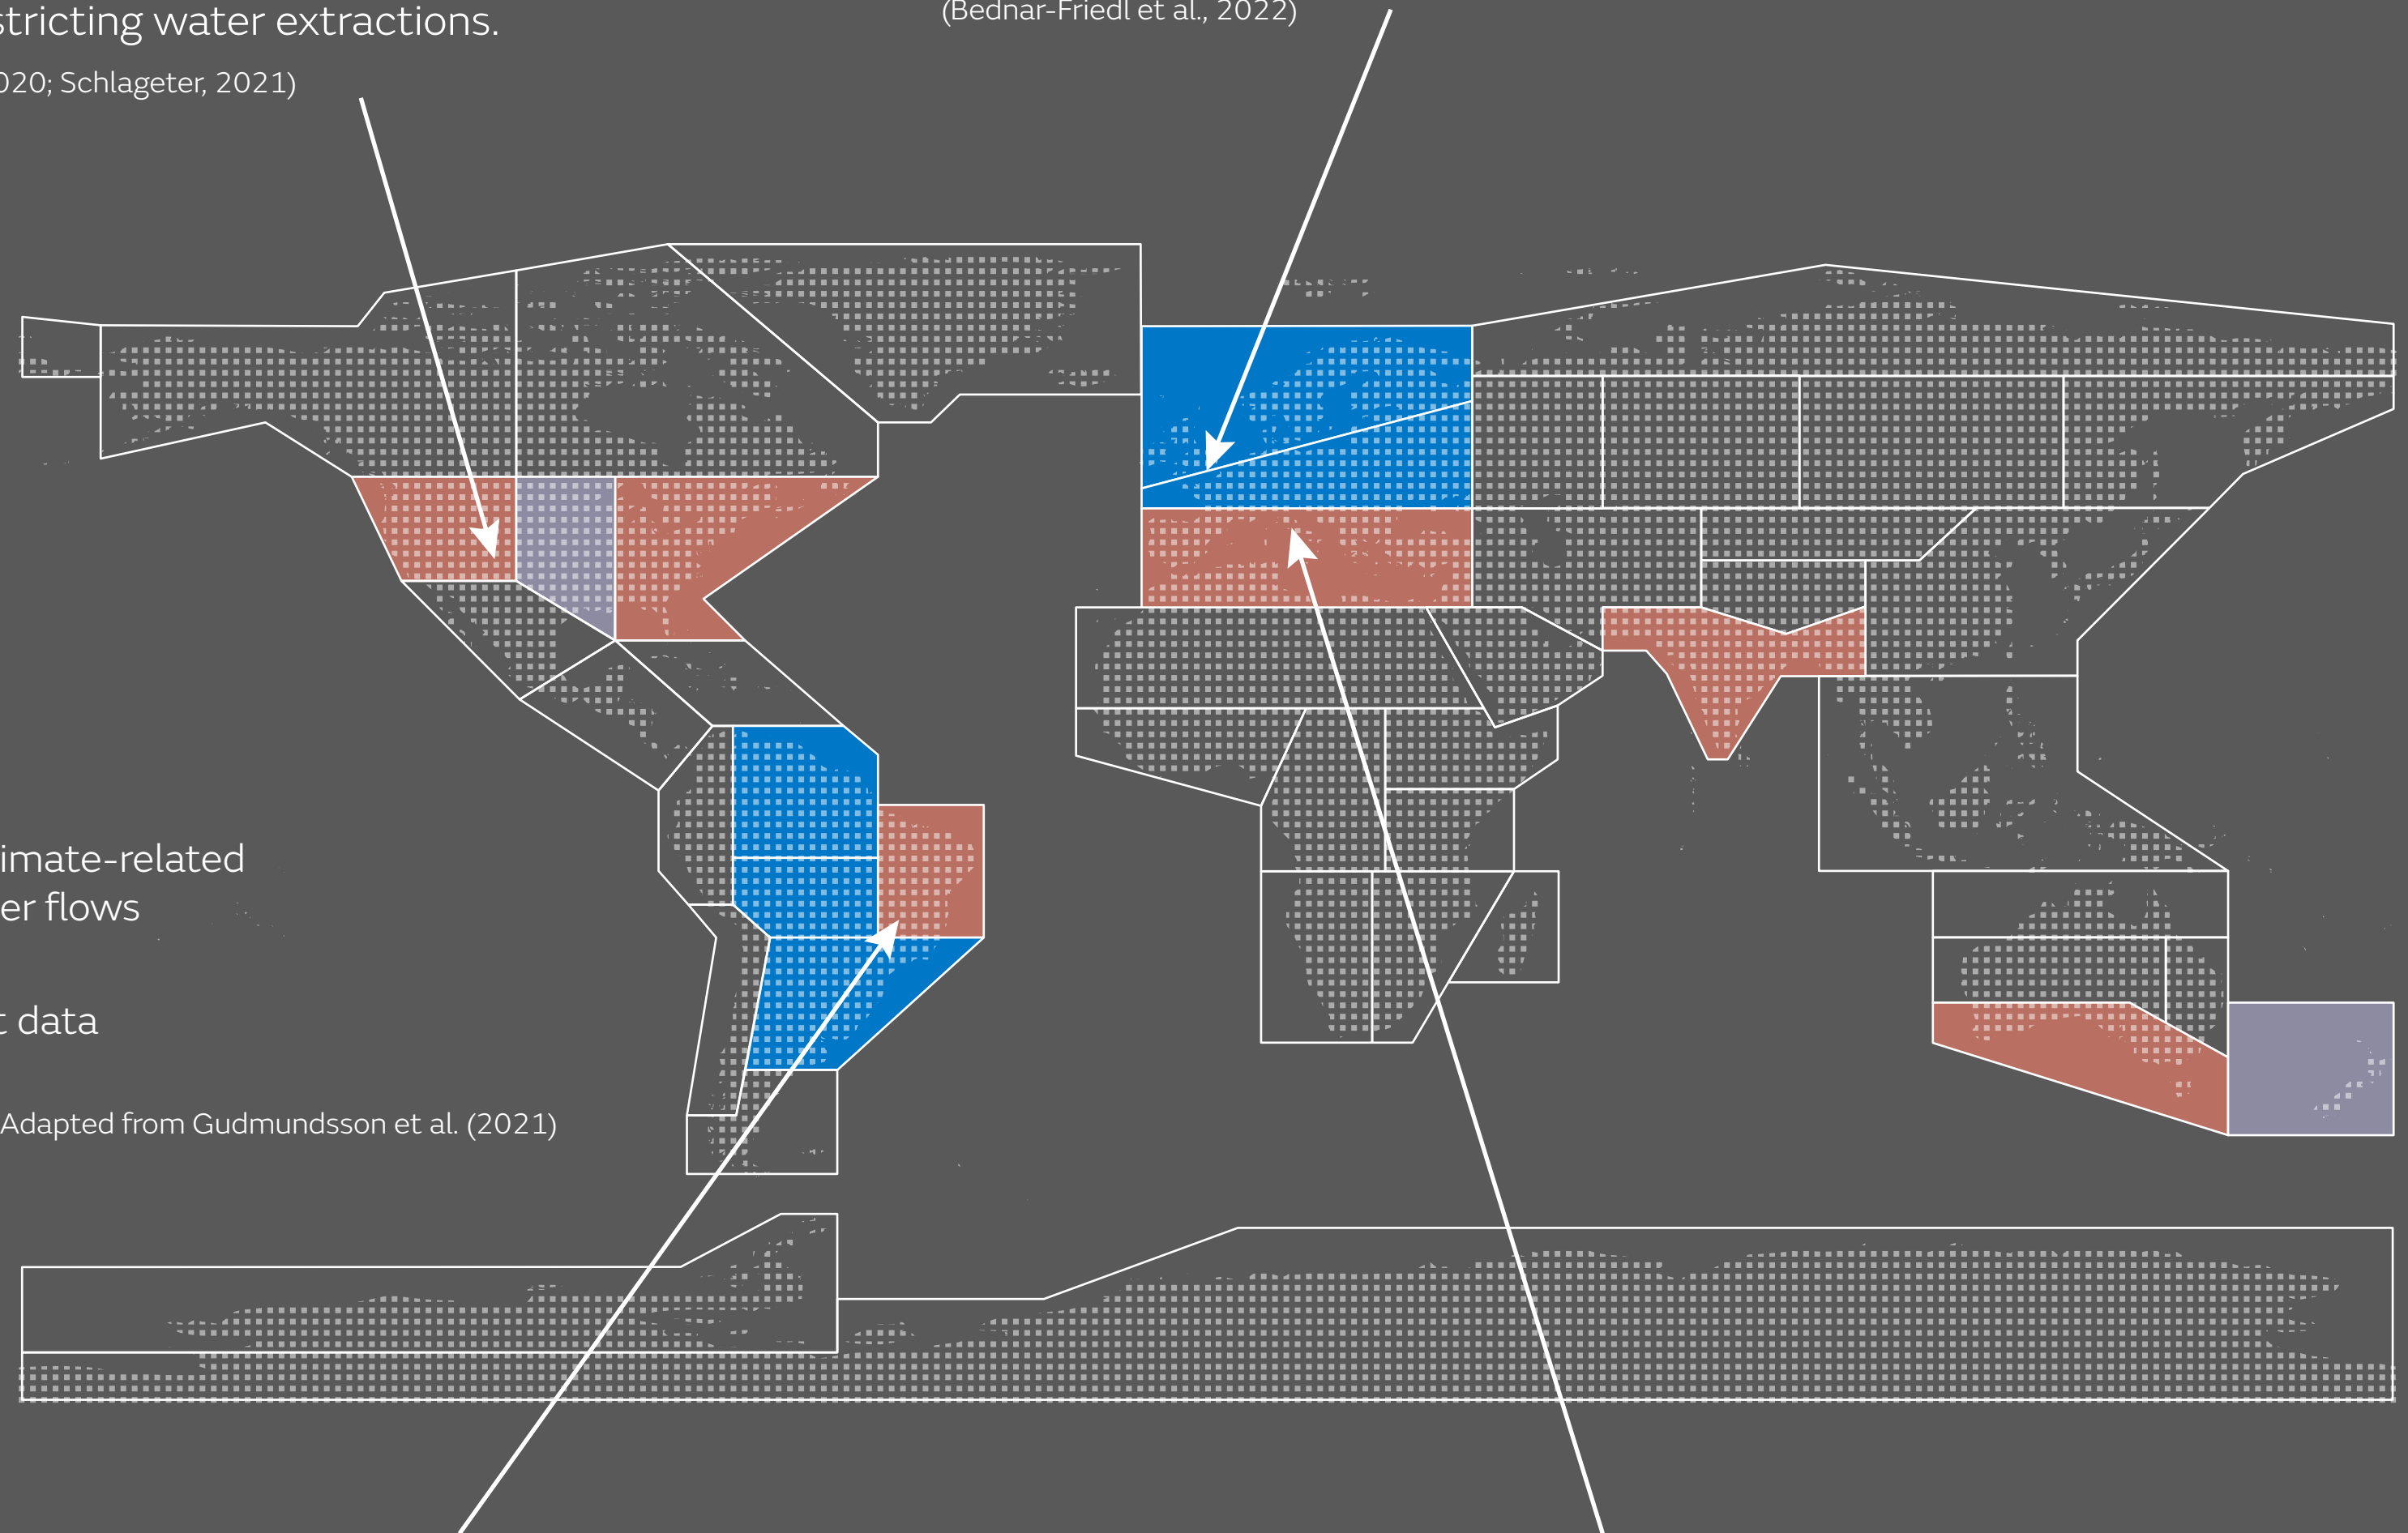 stricting water extractions.
020; Schlageter, 2021)
(Bednar-Friedl et al., 2022)
imate-related
er flows
t data
Adapted from Gudmundsson et al. (2021)